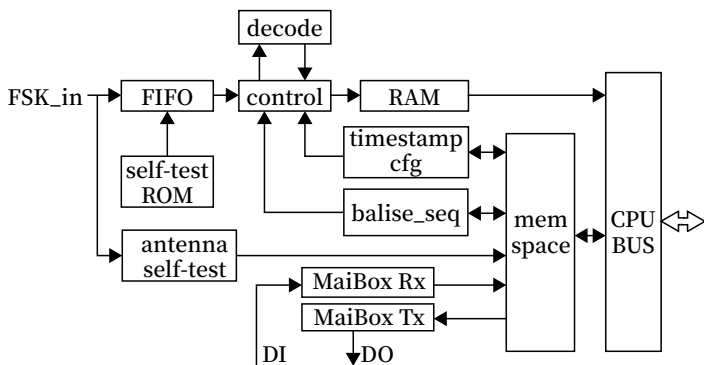 decode
FSK_in
FIFO
control
RAM
timestamp
cfg
self-test
ROM
balise_seq
mem
space
CPU
BUS
antenna
self-test
MaiBox Rx
MaiBox Tx
DI
DO